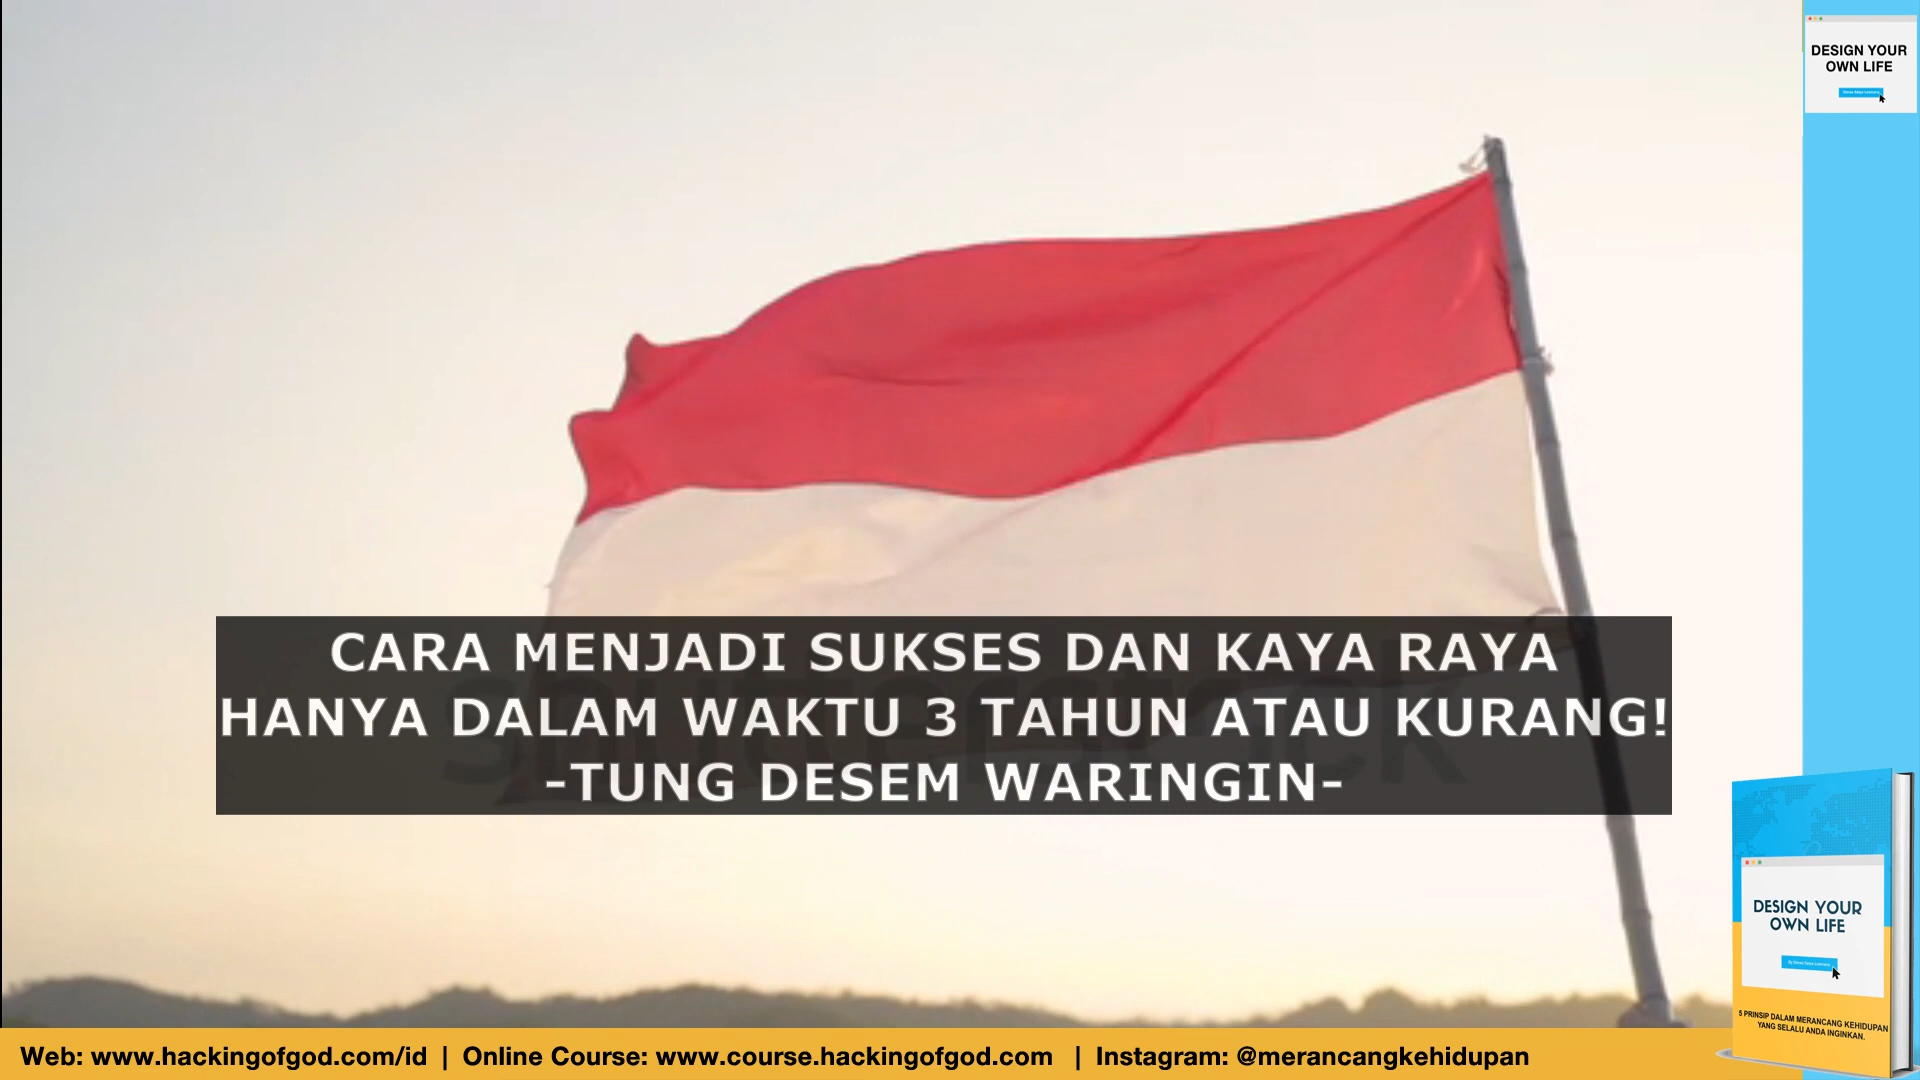 DESIGN YOUR
OWN LIFE
CARA MENJADI SUKSES DAN KAYA RAYA
HANYA DALAM WAKTU 3 TAHUN ATAU KURANG!
-TUNG DESEM WARINGIN-
shutterstock
DESIGN YOUR
OWN LIFE
5 PRINSIP DALAM MERANCANG KEHIDUPAN
YANG SELALU ANDA INGINKAN.
Web: www.hackingofgod.com/id | Online Course: www.course.hackingofgod.com | Instagram: @merancangkehidupan